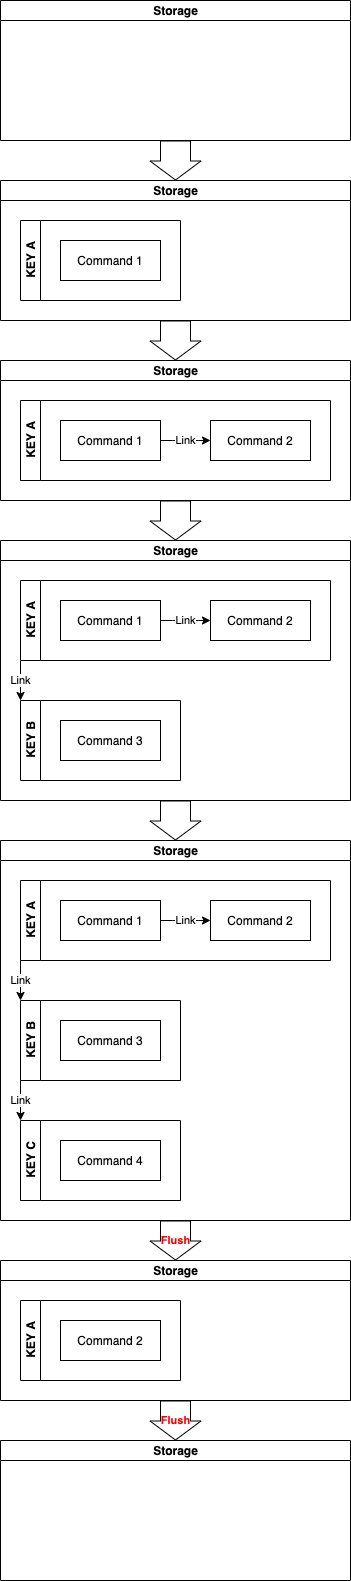 Storage
Storage
KEY A
Command 1
Storage
KEY A
Command 1
Link
Command 2
Storage
KEY A
Command 1
Link
Command 2
Link
KEY B
Command 3
Storage
KEY A
Command 1
Link
Command 2
Link
KEY B
Command 3
Link
KEY C
Command 4
Flush
Storage
KEY A
Command 2
Flush
Storage